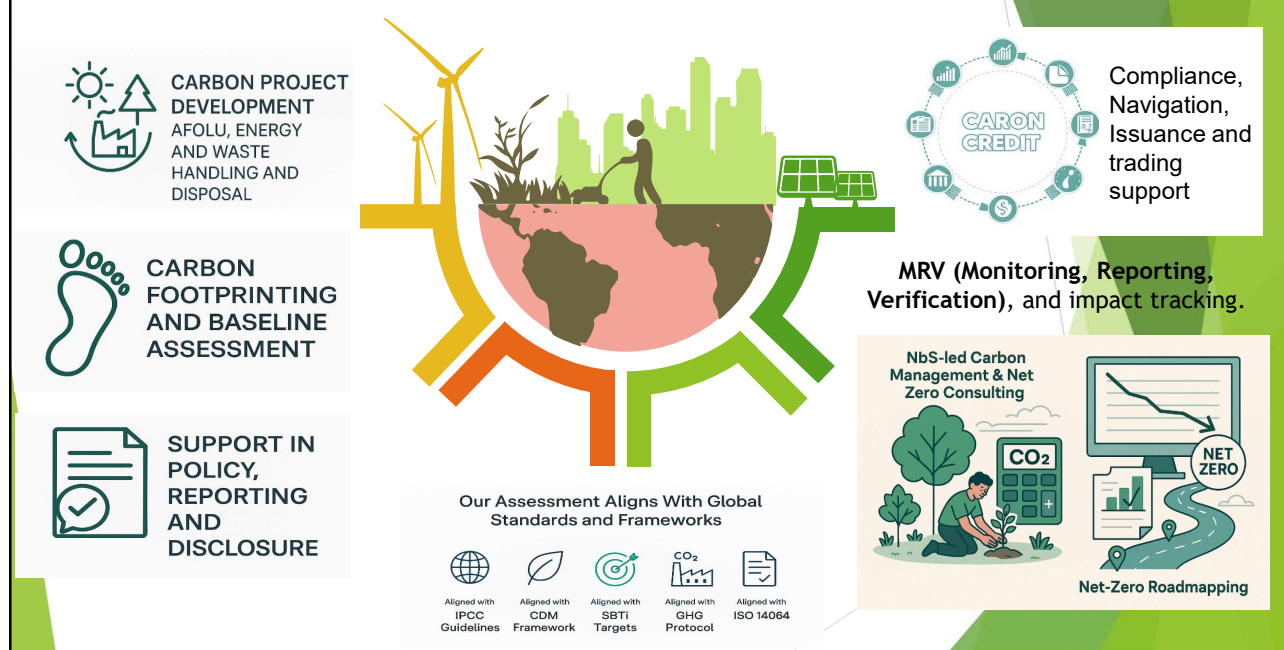 CARBON PROJECT
DEVELOPMENT
AFOLU, ENERGY
AND WASTE
HANDLING AND
DISPOSAL
CARBON
FOOTPRINTING
AND BASELINE
ASSESSMENT
SUPPORT IN
POLICY,
REPORTING
AND
DISCLOSURE
Our Assessment Aligns With Global
Standards and Frameworks
Aligned with
IPCC
Guidelines
Aligned with
CDM
Framework
Aligned with
SBTi
Targets
CO₂
Aligned with
GHG
Protocol
Aligned with
ISO 14064
CARON
CREDIT
$
Compliance,
Navigation,
Issuance and
trading
support
MRV (Monitoring, Reporting,
Verification), and impact tracking.
NbS-led Carbon
Management & Net
Zero Consulting
CO₂
+
NET
ZERO
Net-Zero Roadmapping